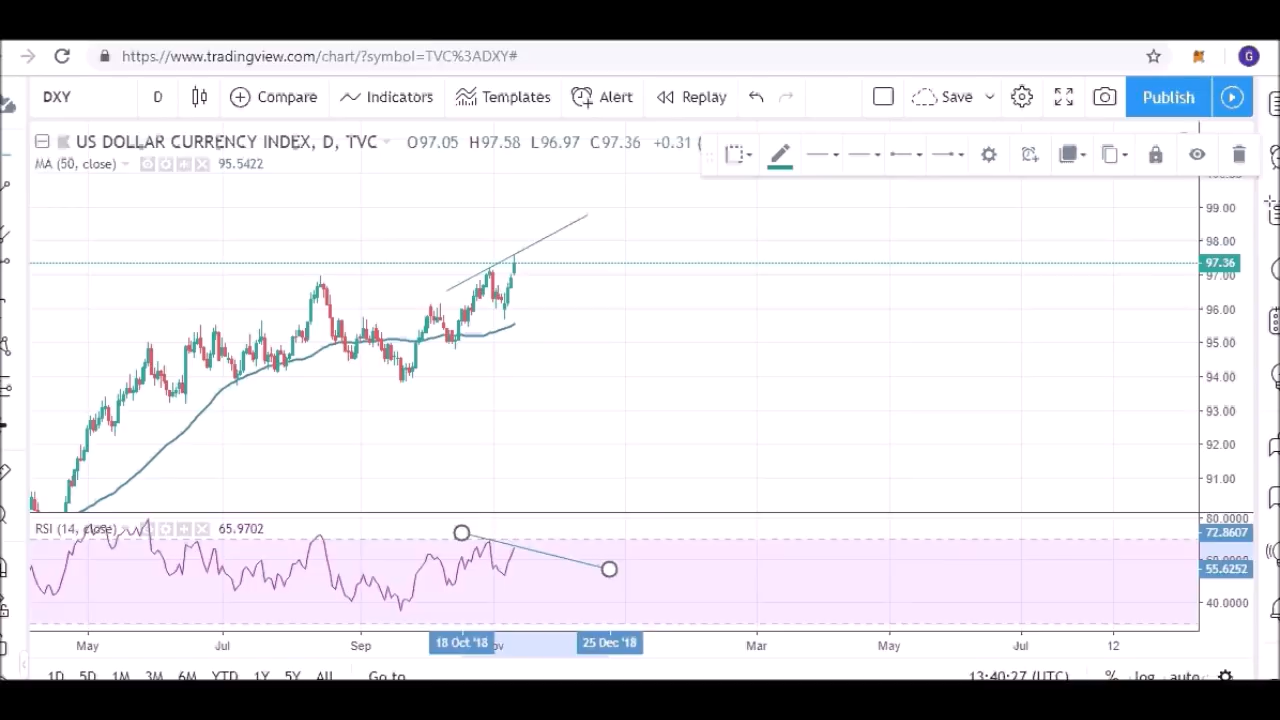 https://www.tradingview.com/chart/?symbol=TVC%3ADXY#
G
DXY D Compare Indicators Templates Alert Replay Save Publish
US DOLLAR CURRENCY INDEX, D, TVC O97.05 H97.58 L96.97 C97.36 +0.31 (
MA (50, close) 95.5422
99.00
98.00
97.36
97.00
96.00
95.00
94.00
93.00
92.00
91.00
RSI (14, close) 65.9702
80.0000
72.8607
55.6252
40.0000
May Jul Sep 18 Oct '18 25 Dec '18 Mar May Jul 12
1D 5D 1M 3M 6M YTD 1Y 5Y All Go to 13:40:27 (UTC) % log auto